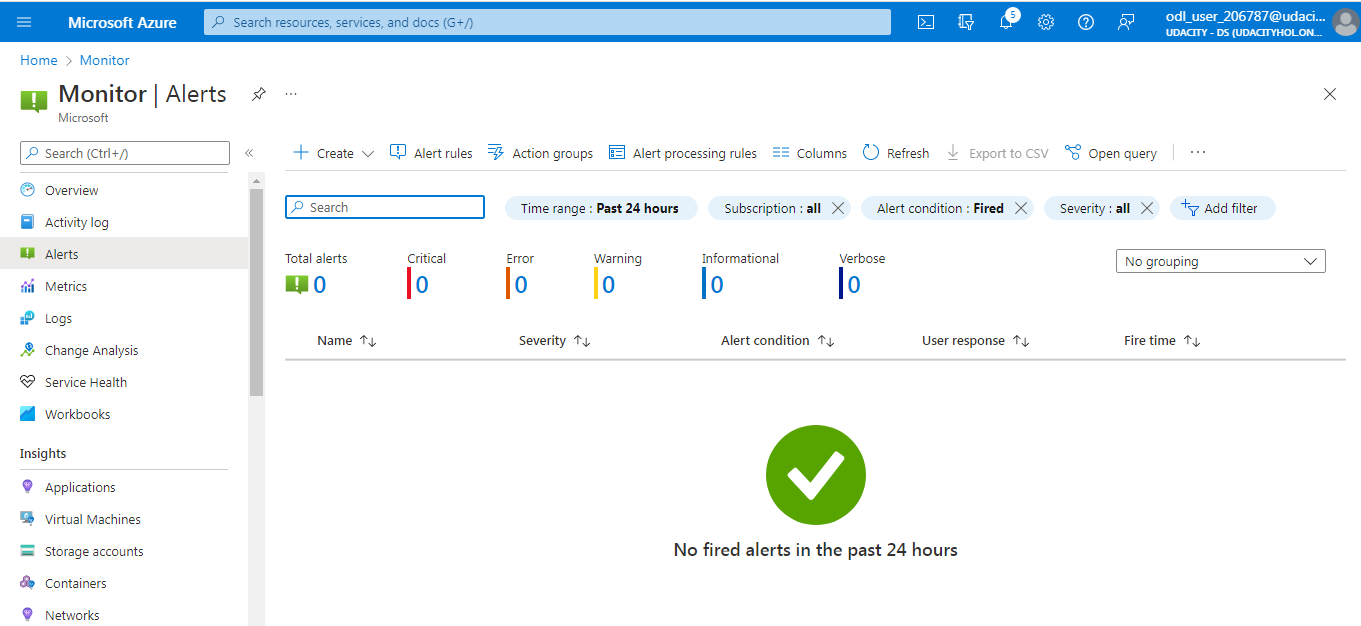 Microsoft Azure
Search resources, services, and docs (G+/)
5
odl_user_206787@udaci...
UDACITY - DS (UDACITYHOL.ON...
Home > Monitor
Monitor | Alerts
...
Microsoft
Search (Ctrl+/)
«
Overview
Activity log
Alerts
Metrics
Logs
Change Analysis
Service Health
Workbooks
Insights
Applications
Virtual Machines
Storage accounts
Containers
Networks
Create
Alert rules
Action groups
Alert processing rules
Columns
Refresh
Export to CSV
Open query
...
Search
Time range : Past 24 hours
Subscription : all
Alert condition : Fired
Severity : all
Add filter
Total alerts
0
Critical
0
Error
0
Warning
0
Informational
0
Verbose
0
No grouping
Name ↑↓
Severity ↑↓
Alert condition ↑↓
User response ↑↓
Fire time ↑↓
No fired alerts in the past 24 hours